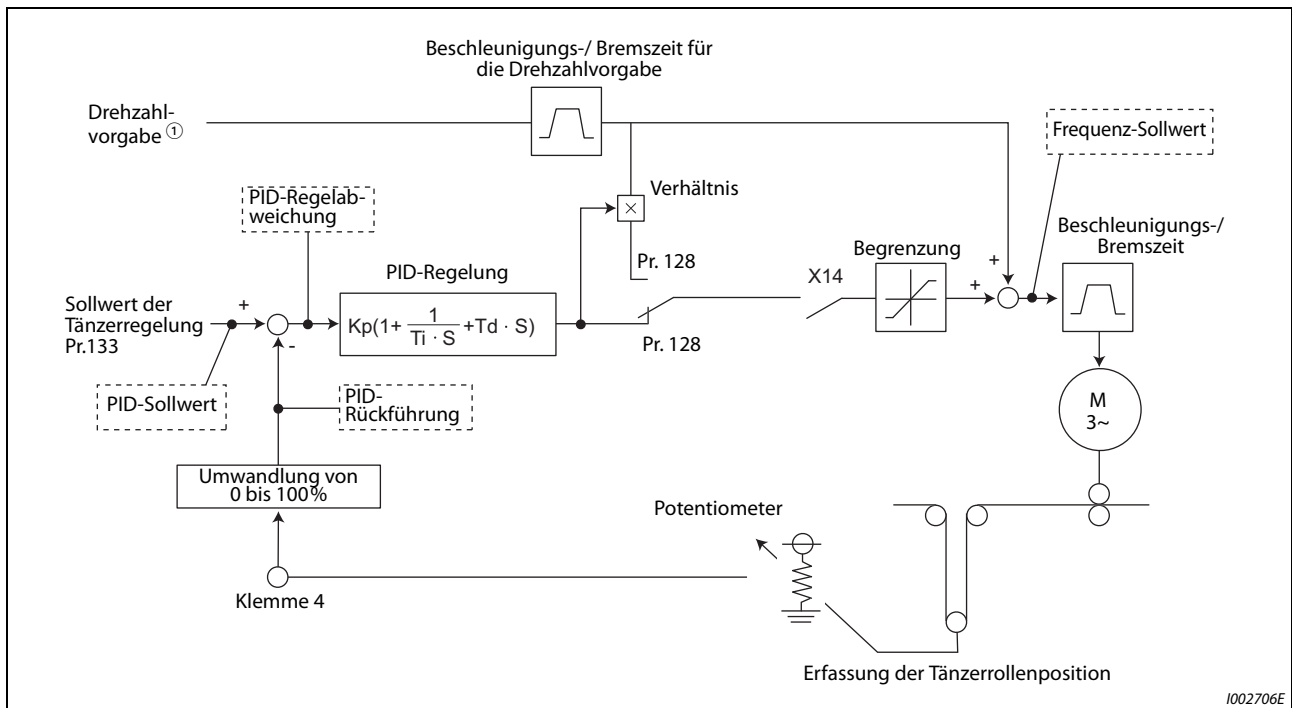 Beschleunigungs-/ Bremszeit für
die Drehzahlvorgabe
Drehzahl-
vorgabe ①
Frequenz-Sollwert
PID-Regelab-
weichung
Verhältnis
×
Beschleunigungs-/
Bremszeit
Begrenzung
Pr. 128
PID-Regelung
X14
+
+
Sollwert der
Tänzerregelung
Pr.133
+
-
Kp(1+ 1/Ti · S +Td · S)
Pr. 128
PID-Sollwert
PID-
Rückführung
M
3~
Umwandlung von
0 bis 100%
Potentiometer
Klemme 4
Erfassung der Tänzerrollenposition
I002706E